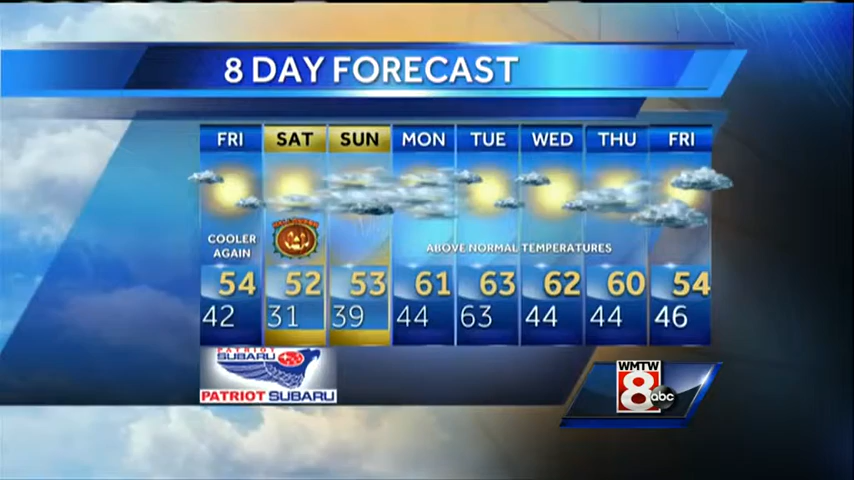 8 DAY FORECAST
FRI SAT SUN MON TUE WED THU FRI
HALLOWEEN
COOLER
AGAIN
ABOVE NORMAL TEMPERATURES
54 52 53 61 63 62 60 54
42 31 39 44 63 44 44 46
PATRIOT
SUBARU
PATRIOT SUBARU
WMTW
8 abc